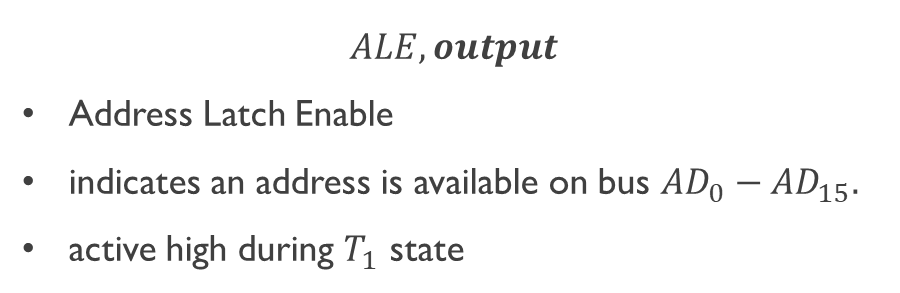 ALE, output
• Address Latch Enable
• indicates an address is available on bus AD₀ − AD₁₅.
• active high during T₁ state